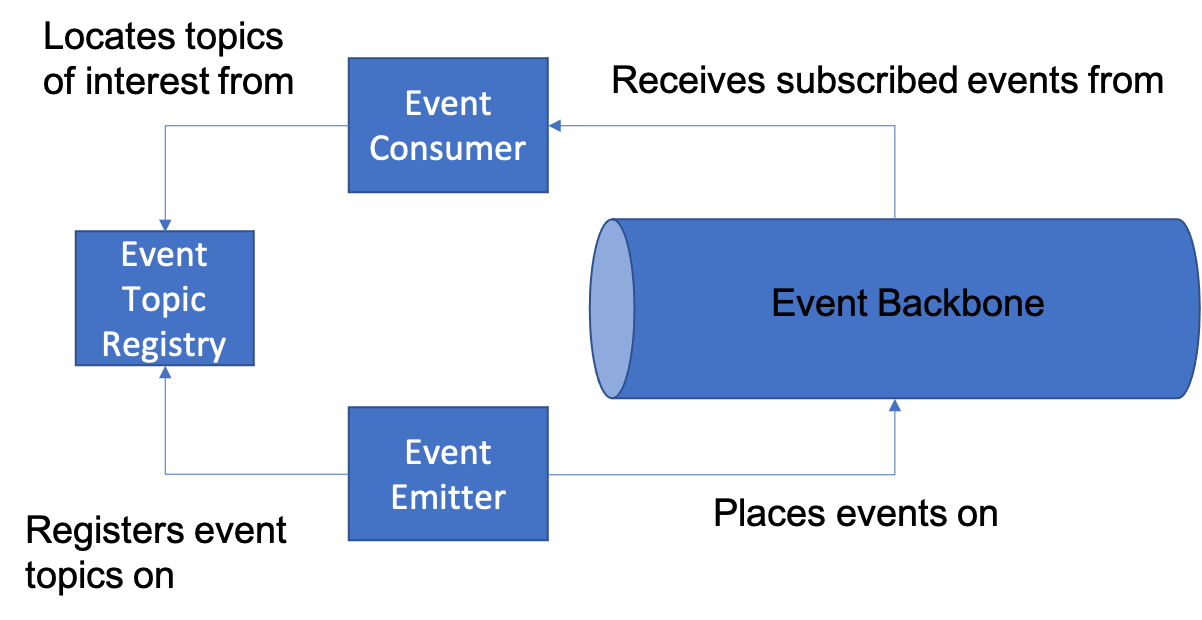 Locates topics
of interest from
Event
Consumer
Receives subscribed events from
Event
Topic
Registry
Event Backbone
Event
Emitter
Registers event
topics on
Places events on